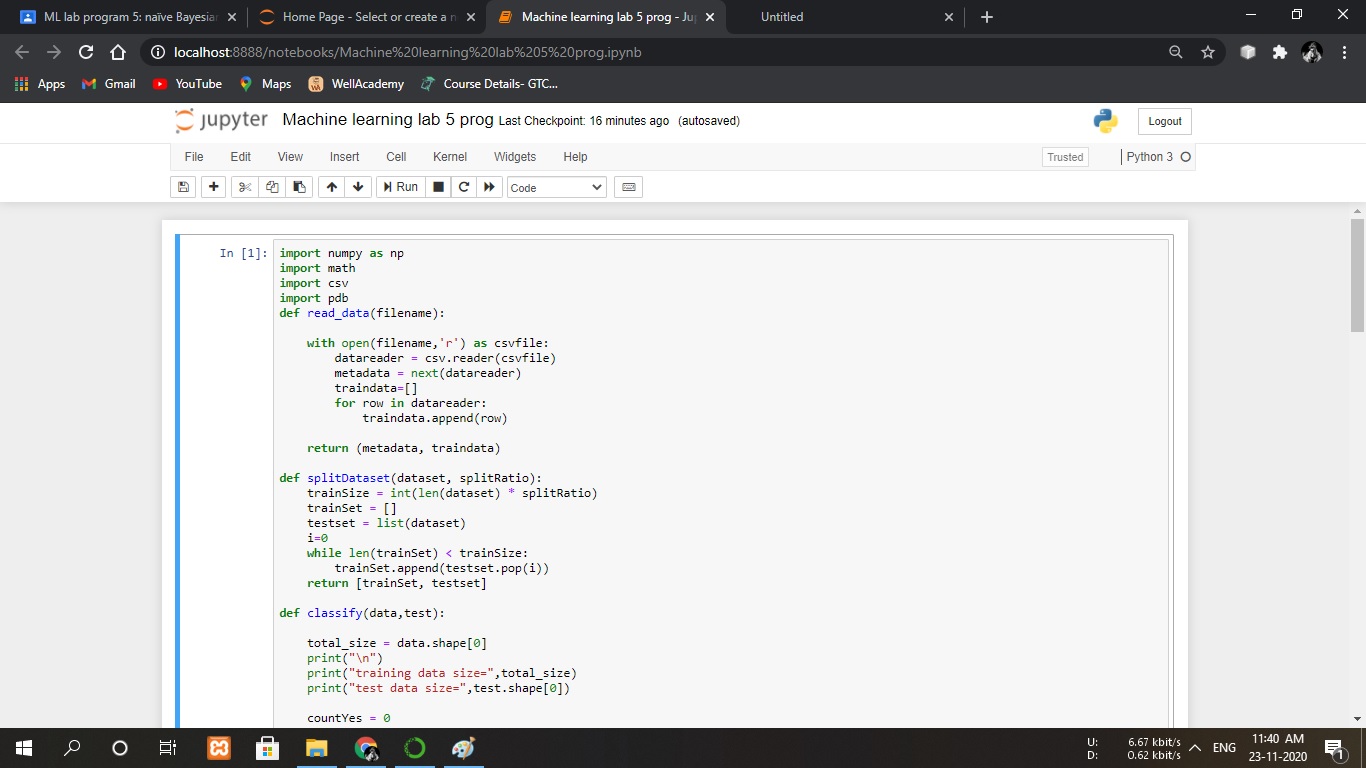 ML lab program 5: naïve Bayesian
Home Page - Select or create a n
Machine learning lab 5 prog - Ju
Untitled
localhost:8888/notebooks/Machine%20learning%20lab%205%20prog.ipynb
Apps
Gmail
YouTube
Maps
WellAcademy
Course Details- GTC...
jupyter
Machine learning lab 5 prog Last Checkpoint: 16 minutes ago (autosaved)
Logout
File Edit View Insert Cell Kernel Widgets Help
Trusted
Python 3
Run
Code
In [1]:
import numpy as np
import math
import csv
import pdb
def read_data(filename):
    with open(filename,'r') as csvfile:
        datareader = csv.reader(csvfile)
        metadata = next(datareader)
        traindata=[]
        for row in datareader:
            traindata.append(row)
    return (metadata, traindata)
def splitDataset(dataset, splitRatio):
    trainSize = int(len(dataset) * splitRatio)
    trainSet = []
    testset = list(dataset)
    i=0
    while len(trainSet) < trainSize:
        trainSet.append(testset.pop(i))
    return [trainSet, testset]
def classify(data,test):
    total_size = data.shape[0]
    print("\n")
    print("training data size=",total_size)
    print("test data size=",test.shape[0])
    countYes = 0
U: 6.67 kbit/s
D: 0.62 kbit/s
ENG
11:40 AM
23-11-2020
1